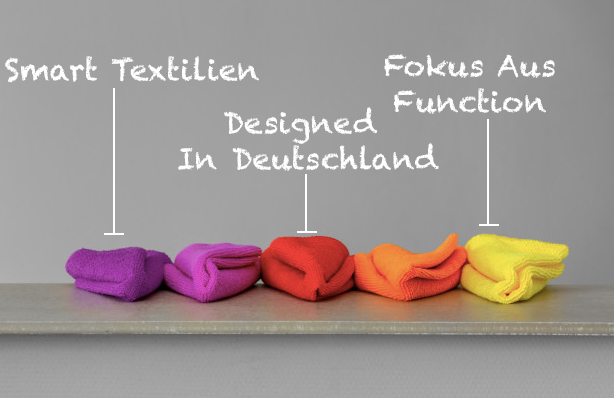 Smart Textilien
Designed
In Deutschland
Fokus Aus
Function